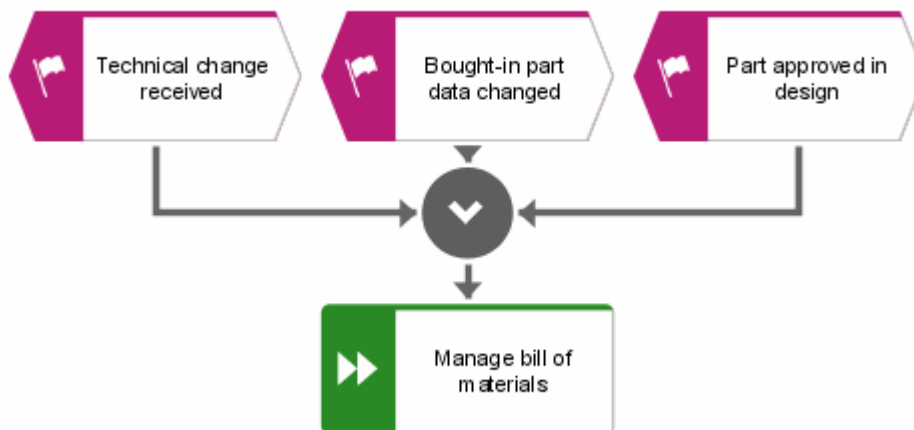 Technical change
received
Bought-in part
data changed
Part approved in
design
Manage bill of
materials